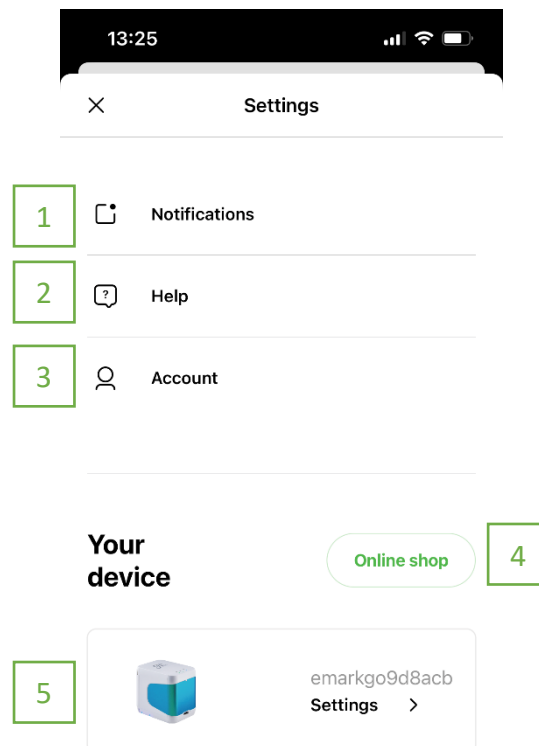 13:25
Settings
1
Notifications
2
?
Help
3
Account
Your
device
Online shop
4
5
emarkgo9d8acb
Settings